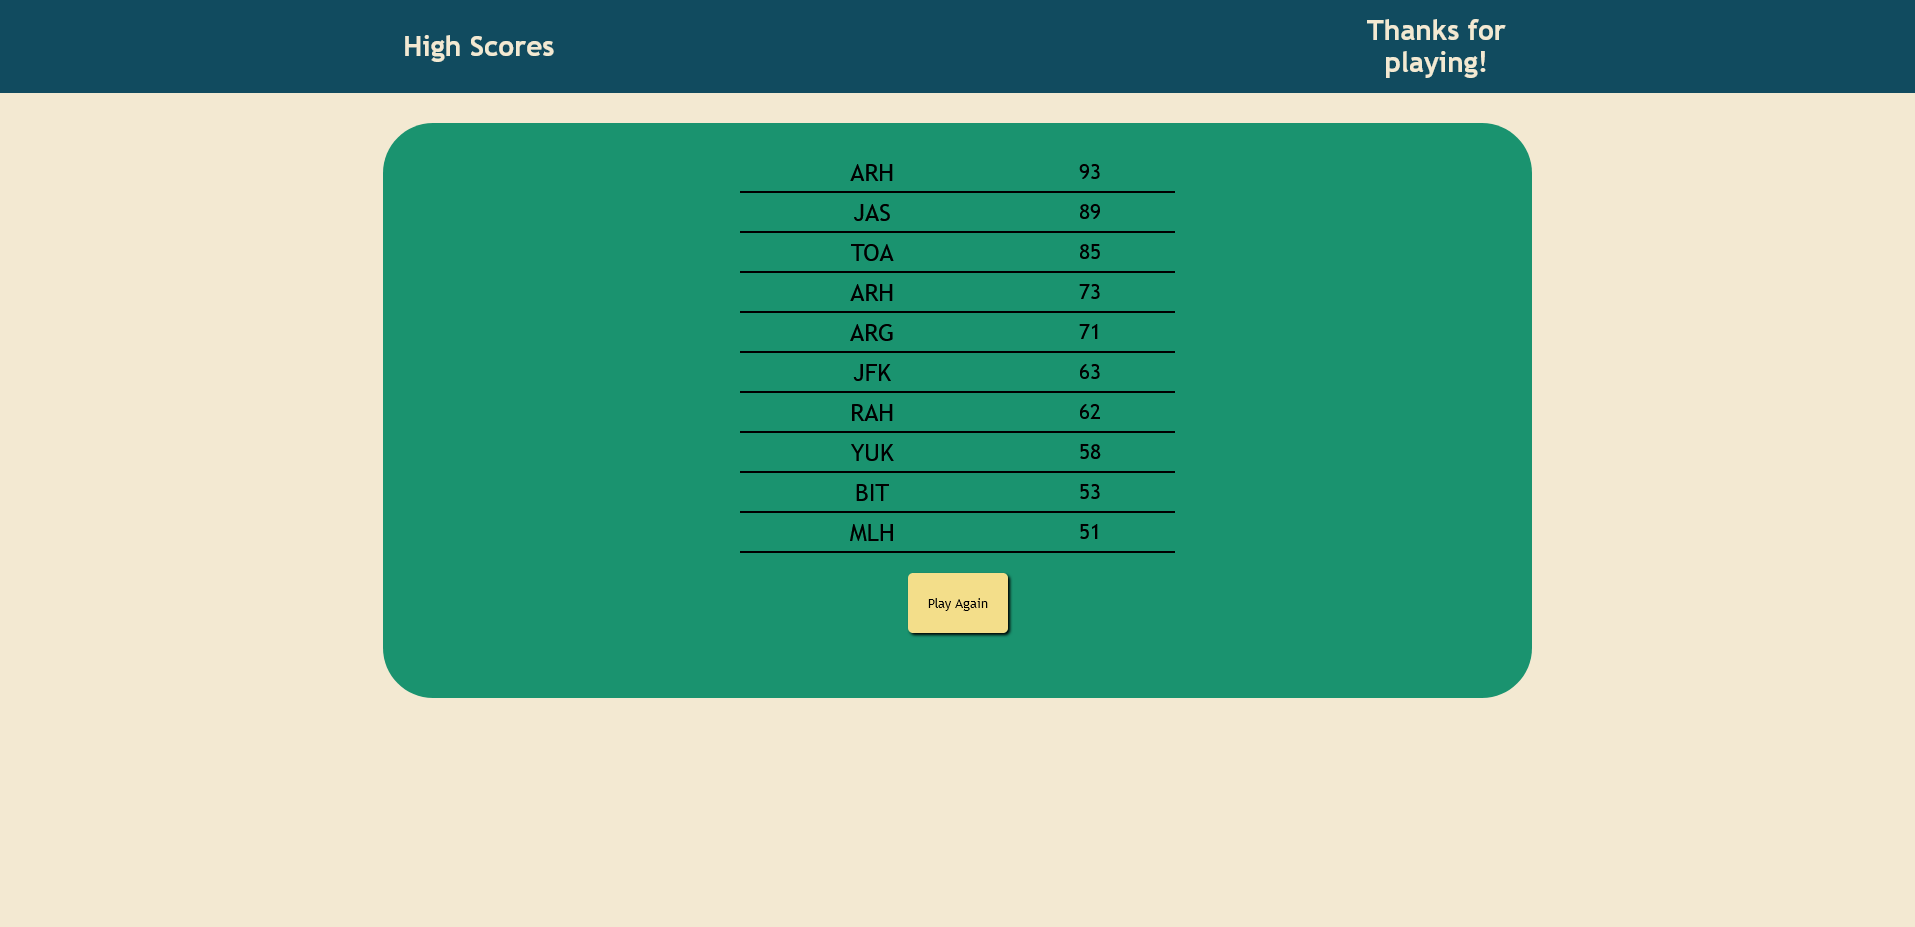 High Scores
Thanks for
playing!
ARH 93
JAS 89
TOA 85
ARH 73
ARG 71
JFK 63
RAH 62
YUK 58
BIT 53
MLH 51
Play Again